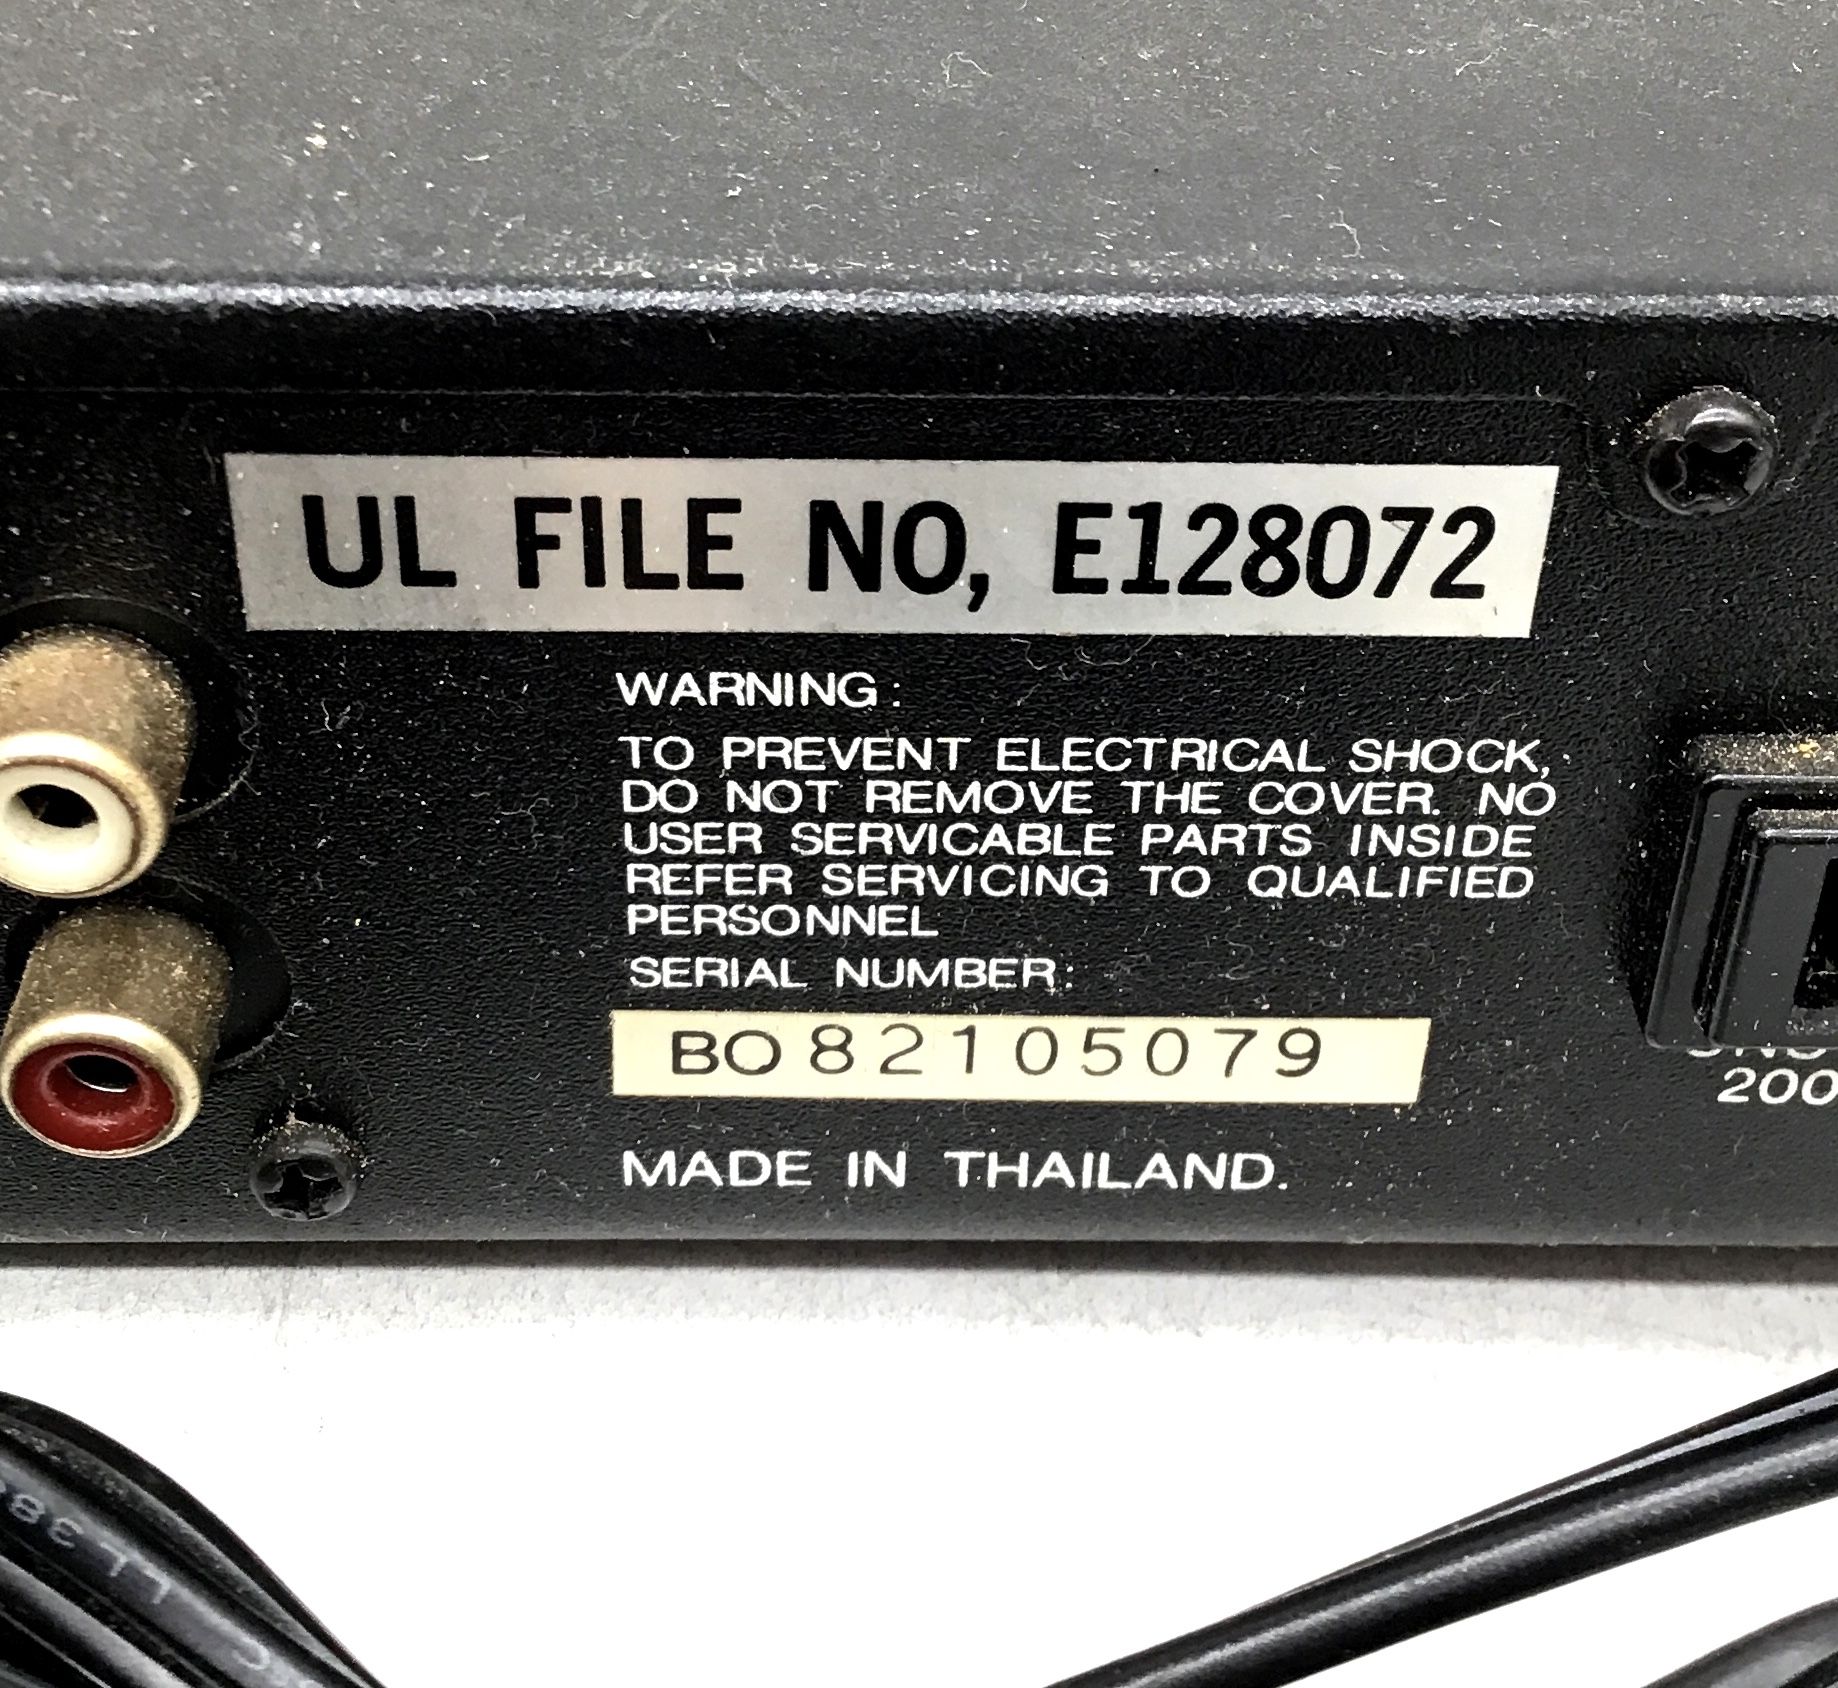 UL FILE NO, E128072
WARNING:
TO PREVENT ELECTRICAL SHOCK,
DO NOT REMOVE THE COVER. NO
USER SERVICABLE PARTS INSIDE
REFER SERVICING TO QUALIFIED
PERSONNEL
SERIAL NUMBER:
BO82105079
200
MADE IN THAILAND.